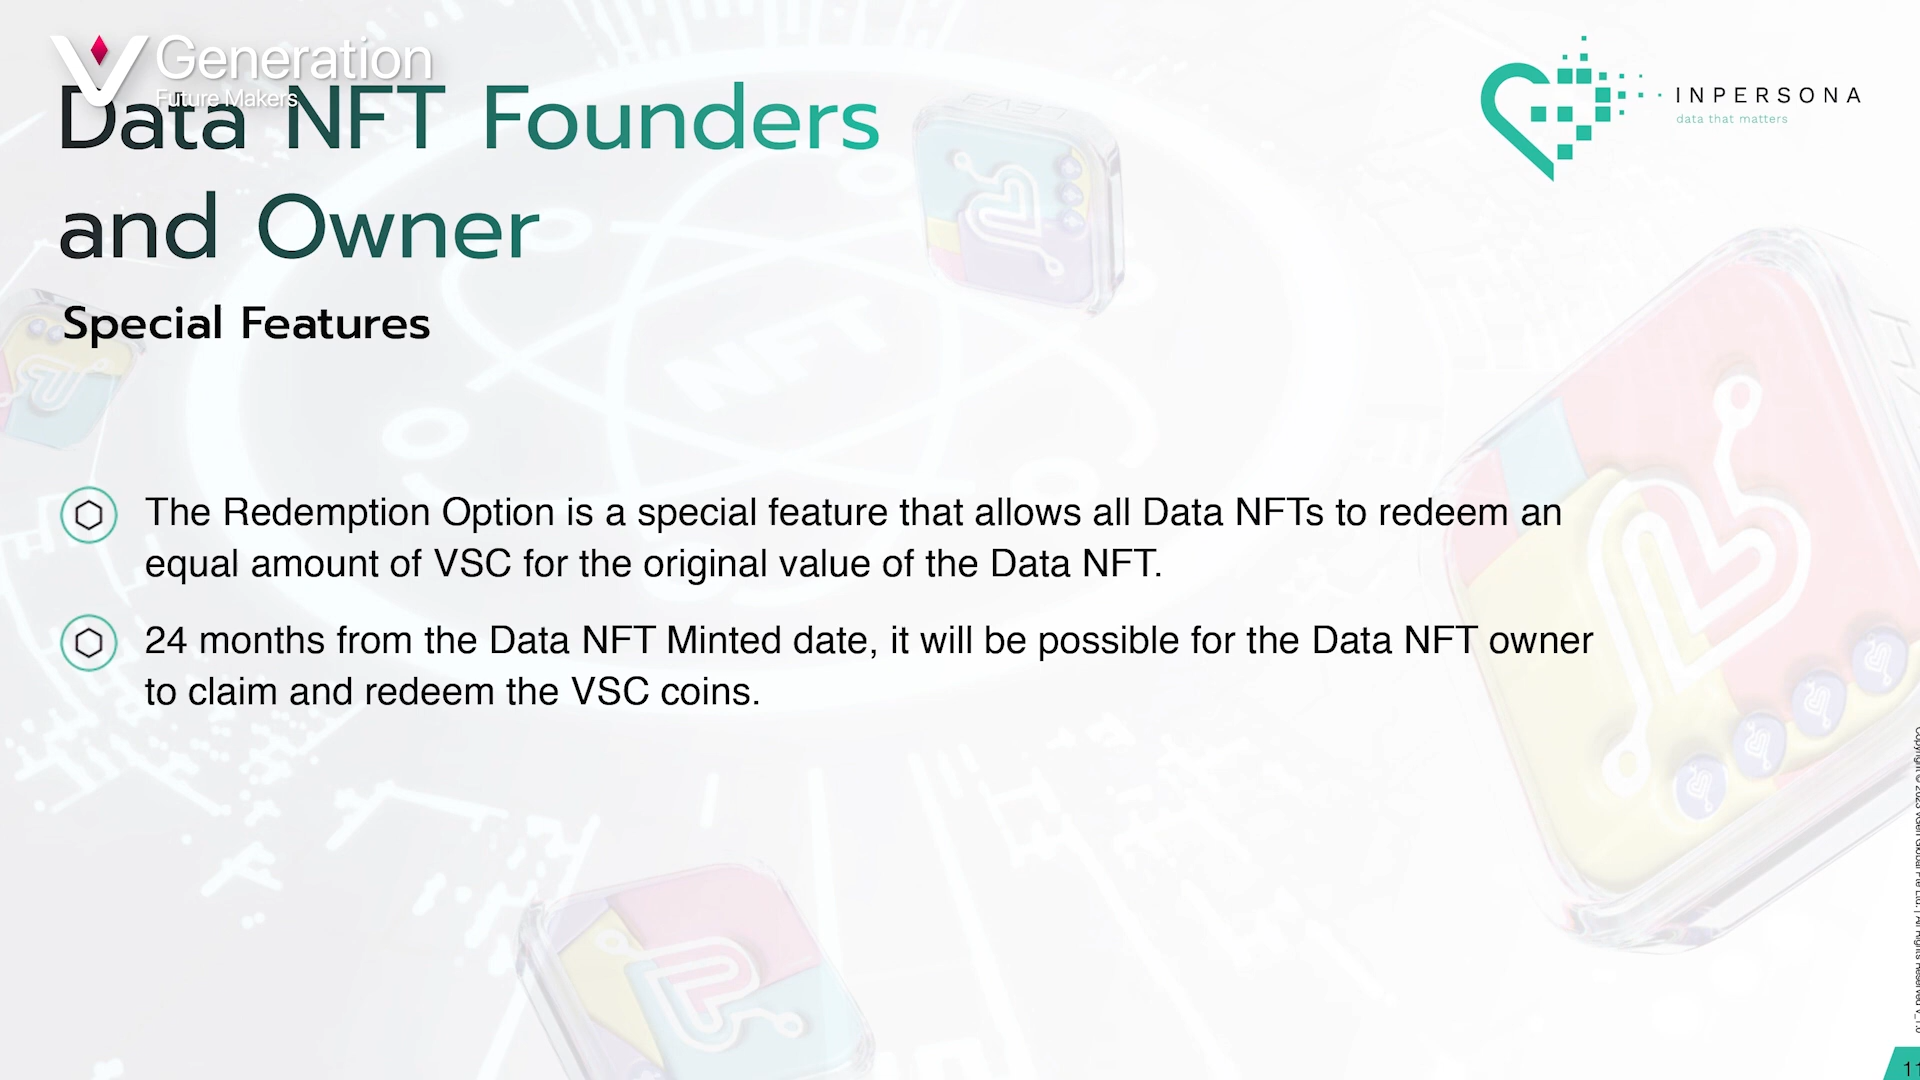 Generation
Future Makers
Data NFT Founders
and Owner
Special Features
INPERSONA
data that matters
NFT
The Redemption Option is a special feature that allows all Data NFTs to redeem an
equal amount of VSC for the original value of the Data NFT.
24 months from the Data NFT Minted date, it will be possible for the Data NFT owner
to claim and redeem the VSC coins.
11